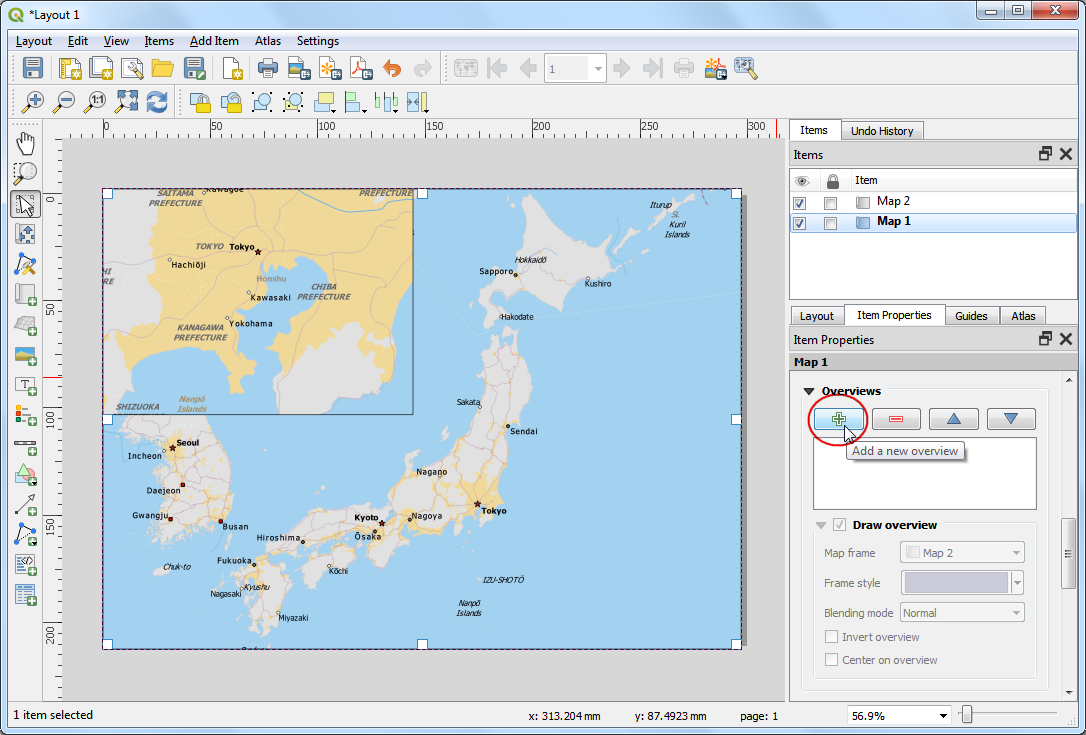 *Layout 1
Layout Edit View Items Add Item Atlas Settings
1
1:1
0 50 100 150 200 250 300
0
50
100
150
200
Items Undo History
Items
Item
Map 2
Map 1
Layout Item Properties Guides Atlas
Item Properties
Map 1
Overviews
Add a new overview
Draw overview
Map frame Map 2
Frame style
Blending mode Normal
Invert overview
Center on overview
SAITAMA
PREFECTURE
Kawagoe
PREFECTURE
TOKYO Tokyo
Hachiōji
HI
RE
Honshu
Kawasaki
CHIBA
PREFECTURE
Yokohama
KANAGAWA
PREFECTURE
SHIZUOKA
Nanpō
Islands
Iturup
SL
Kuril
Islands
Hokkaidō
Sapporo
Kushiro
Hakodate
Sakata
Sendai
Seoul
Incheon
Daejeon
Gwangju
Busan
Nagano
Tokyo
Kyoto
Nagoya
Ōsaka
Hiroshima
Fukuoka
Chuk-to
Kōchi
Kyushu
Nagasaki
Miyazaki
IZU-SHOTŌ
Nanpō
Islands
1 item selected
x: 313.204 mm y: 87.4923 mm page: 1
56.9%